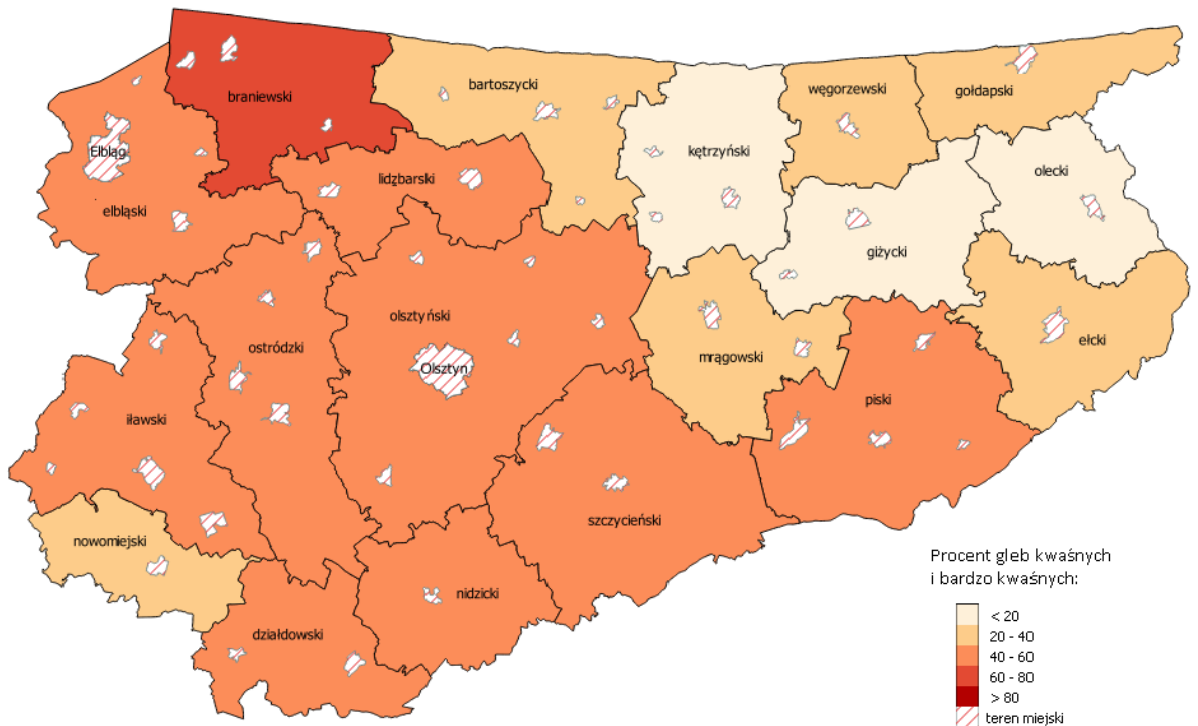 braniewski
bartoszycki
węgorzewski
gołdapski
Elbląg
kętrzyński
olecki
lidzbarski
elbląski
giżycki
olsztyński
ostródzki
Olsztyn
mrągowski
ełcki
piski
iławski
szczycieński
nowomiejski
nidzicki
działdowski
Procent gleb kwaśnych
i bardzo kwaśnych:
< 20
20 - 40
40 - 60
60 - 80
> 80
teren miejski